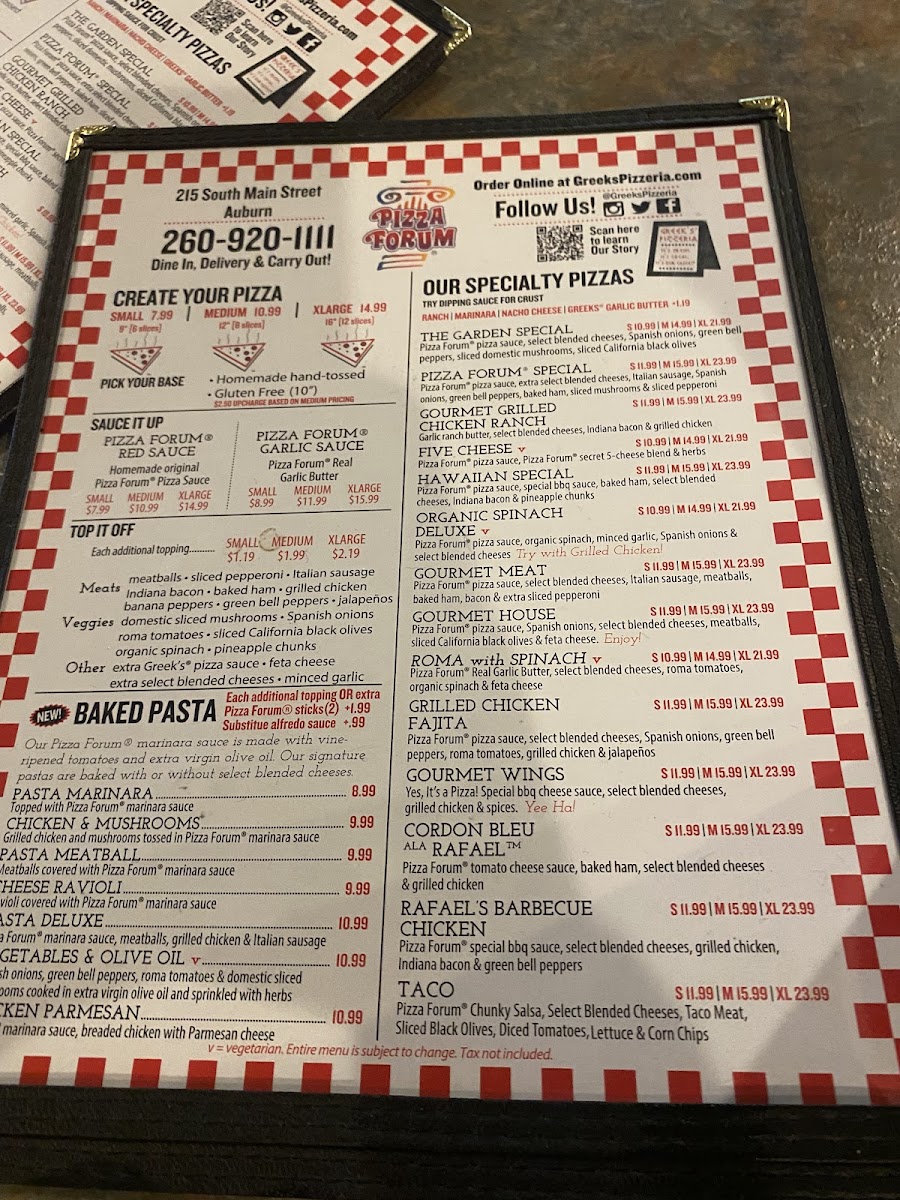 SPECIALTY PIZZAS
Scan here
to learn
Our Story
THE GARDEN SPECIAL
PIZZA FORUM® SPECIAL
GOURMET GRILLED
CHICKEN RANCH
215 South Main Street
Auburn
260-920-1111
Dine In, Delivery & Carry Out!
PIZZA
FORUM®
Order Online at GreeksPizzeria.com
@GreeksPizzeria
Follow Us!
Scan here
to learn
Our Story
GREEK'S
PIZZERIA
CREATE YOUR PIZZA
SMALL 7.99 | MEDIUM 10.99 | XLARGE 14.99
9" (6 slices) 12" (8 slices) 16" (12 slices)
PICK YOUR BASE
• Homemade hand-tossed
• Gluten Free (10")
$2.50 UPCHARGE BASED ON MEDIUM PRICING
SAUCE IT UP
PIZZA FORUM®
RED SAUCE
Homemade original
Pizza Forum® Pizza Sauce
SMALL MEDIUM XLARGE
$7.99 $10.99 $14.99
PIZZA FORUM®
GARLIC SAUCE
Pizza Forum® Real
Garlic Butter
SMALL MEDIUM XLARGE
$8.99 $11.99 $15.99
TOP IT OFF
Each additional topping........... SMALL MEDIUM XLARGE
$1.19 $1.99 $2.19
Meats meatballs • sliced pepperoni • Italian sausage
Indiana bacon • baked ham • grilled chicken
banana peppers • green bell peppers • jalapeños
Veggies domestic sliced mushrooms • Spanish onions
roma tomatoes • sliced California black olives
organic spinach • pineapple chunks
Other extra Greek's® pizza sauce • feta cheese
extra select blended cheeses • minced garlic
NEW! BAKED PASTA
Each additional topping OR extra
Pizza Forum® sticks(2) +1.99
Substitue alfredo sauce +.99
Our Pizza Forum® marinara sauce is made with vine-
ripened tomatoes and extra virgin olive oil. Our signature
pastas are baked with or without select blended cheeses.
PASTA MARINARA 8.99
Topped with Pizza Forum® marinara sauce
CHICKEN & MUSHROOMS 9.99
Grilled chicken and mushrooms tossed in Pizza Forum® marinara sauce
PASTA MEATBALL 9.99
Meatballs covered with Pizza Forum® marinara sauce
CHEESE RAVIOLI 9.99
violi covered with Pizza Forum® marinara sauce
ASTA DELUXE 10.99
a Forum® marinara sauce, meatballs, grilled chicken & Italian sausage
GETABLES & OLIVE OIL v 10.99
sh onions, green bell peppers, roma tomatoes & domestic sliced
ooms cooked in extra virgin olive oil and sprinkled with herbs
CKEN PARMESAN 10.99
marinara sauce, breaded chicken with Parmesan cheese
OUR SPECIALTY PIZZAS
TRY DIPPING SAUCE FOR CRUST
RANCH | MARINARA | NACHO CHEESE | GREEKS® GARLIC BUTTER +1.19
THE GARDEN SPECIAL S 10.99 | M 14.99 | XL 21.99
Pizza Forum® pizza sauce, select blended cheeses, Spanish onions, green bell
peppers, sliced domestic mushrooms, sliced California black olives
PIZZA FORUM® SPECIAL S 11.99 | M 15.99 | XL 23.99
Pizza Forum® pizza sauce, extra select blended cheeses, Italian sausage, Spanish
onions, green bell peppers, baked ham, sliced mushrooms & sliced pepperoni
GOURMET GRILLED S 11.99 | M 15.99 | XL 23.99
CHICKEN RANCH
Garlic ranch butter, select blended cheeses, Indiana bacon & grilled chicken
FIVE CHEESE v S 10.99 | M 14.99 | XL 21.99
Pizza Forum® pizza sauce, Pizza Forum® secret 5-cheese blend & herbs
HAWAIIAN SPECIAL S 11.99 | M 15.99 | XL 23.99
Pizza Forum® pizza sauce, special bbq sauce, baked ham, select blended
cheeses, Indiana bacon & pineapple chunks
ORGANIC SPINACH S 10.99 | M 14.99 | XL 21.99
DELUXE v
Pizza Forum® pizza sauce, organic spinach, minced garlic, Spanish onions &
select blended cheeses Try with Grilled Chicken!
GOURMET MEAT S 11.99 | M 15.99 | XL 23.99
Pizza Forum® pizza sauce, select blended cheeses, Italian sausage, meatballs,
baked ham, bacon & extra sliced pepperoni
GOURMET HOUSE S 11.99 | M 15.99 | XL 23.99
Pizza Forum® pizza sauce, Spanish onions, select blended cheeses, meatballs,
sliced California black olives & feta cheese. Enjoy!
ROMA with SPINACH v S 10.99 | M 14.99 | XL 21.99
Pizza Forum® Real Garlic Butter, select blended cheeses, roma tomatoes,
organic spinach & feta cheese
GRILLED CHICKEN S 11.99 | M 15.99 | XL 23.99
FAJITA
Pizza Forum® pizza sauce, select blended cheeses, Spanish onions, green bell
peppers, roma tomatoes, grilled chicken & jalapeños
GOURMET WINGS S 11.99 | M 15.99 | XL 23.99
Yes, It's a Pizza! Special bbq cheese sauce, select blended cheeses,
grilled chicken & spices. Yee Ha!
CORDON BLEU S 11.99 | M 15.99 | XL 23.99
ALA RAFAEL™
Pizza Forum® tomato cheese sauce, baked ham, select blended cheeses
& grilled chicken
RAFAEL'S BARBECUE S 11.99 | M 15.99 | XL 23.99
CHICKEN
Pizza Forum® special bbq sauce, select blended cheeses, grilled chicken,
Indiana bacon & green bell peppers
TACO S 11.99 | M 15.99 | XL 23.99
Pizza Forum® Chunky Salsa, Select Blended Cheeses, Taco Meat,
Sliced Black Olives, Diced Tomatoes, Lettuce & Corn Chips
v = vegetarian. Entire menu is subject to change. Tax not included.